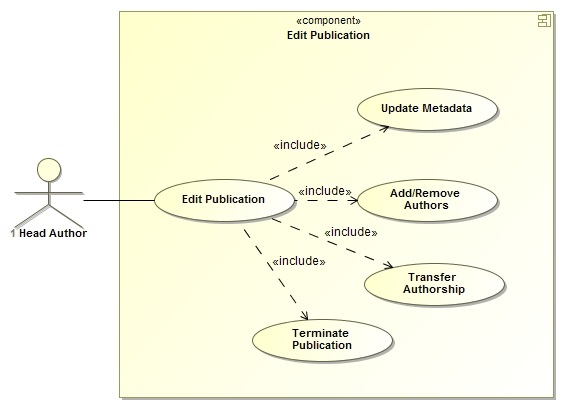 «component»
Edit Publication
Update Metadata
«include»
Edit Publication
«include»
Add/Remove
Authors
«include»
1 Head Author
«include»
Transfer
Authorship
Terminate
Publication